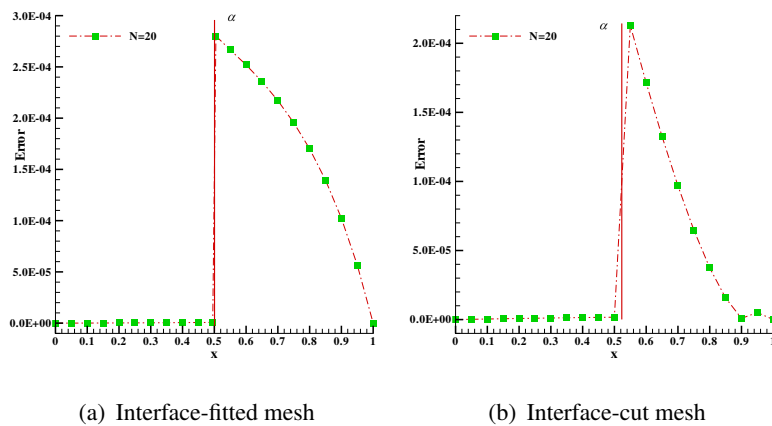 3.0E-04
α
N=20
2.5E-04
2.0E-04
Error
1.5E-04
1.0E-04
5.0E-05
0.0E+00
0 0.1 0.2 0.3 0.4 0.5 0.6 0.7 0.8 0.9 1
x
(a) Interface-fitted mesh
α
2.0E-04
N=20
1.5E-04
Error
1.0E-04
5.0E-05
0.0E+00
0 0.1 0.2 0.3 0.4 0.5 0.6 0.7 0.8 0.9 1
x
(b) Interface-cut mesh